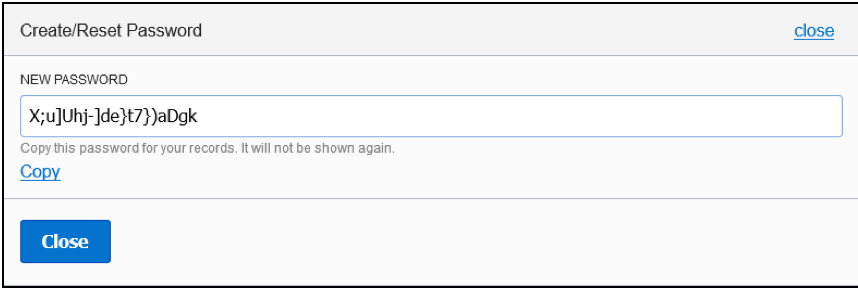 Create/Reset Password close
NEW PASSWORD
X;u]Uhj-]de}t7})aDgk
Copy this password for your records. It will not be shown again.
Copy
Close